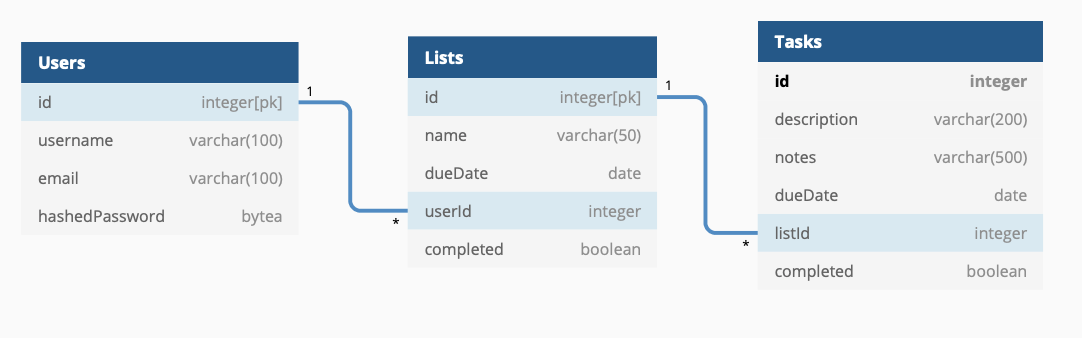 Users
id integer[pk]
username varchar(100)
email varchar(100)
hashedPassword bytea
1
*
Lists
id integer[pk]
name varchar(50)
dueDate date
userId integer
completed boolean
1
*
Tasks
id integer
description varchar(200)
notes varchar(500)
dueDate date
listId integer
completed boolean